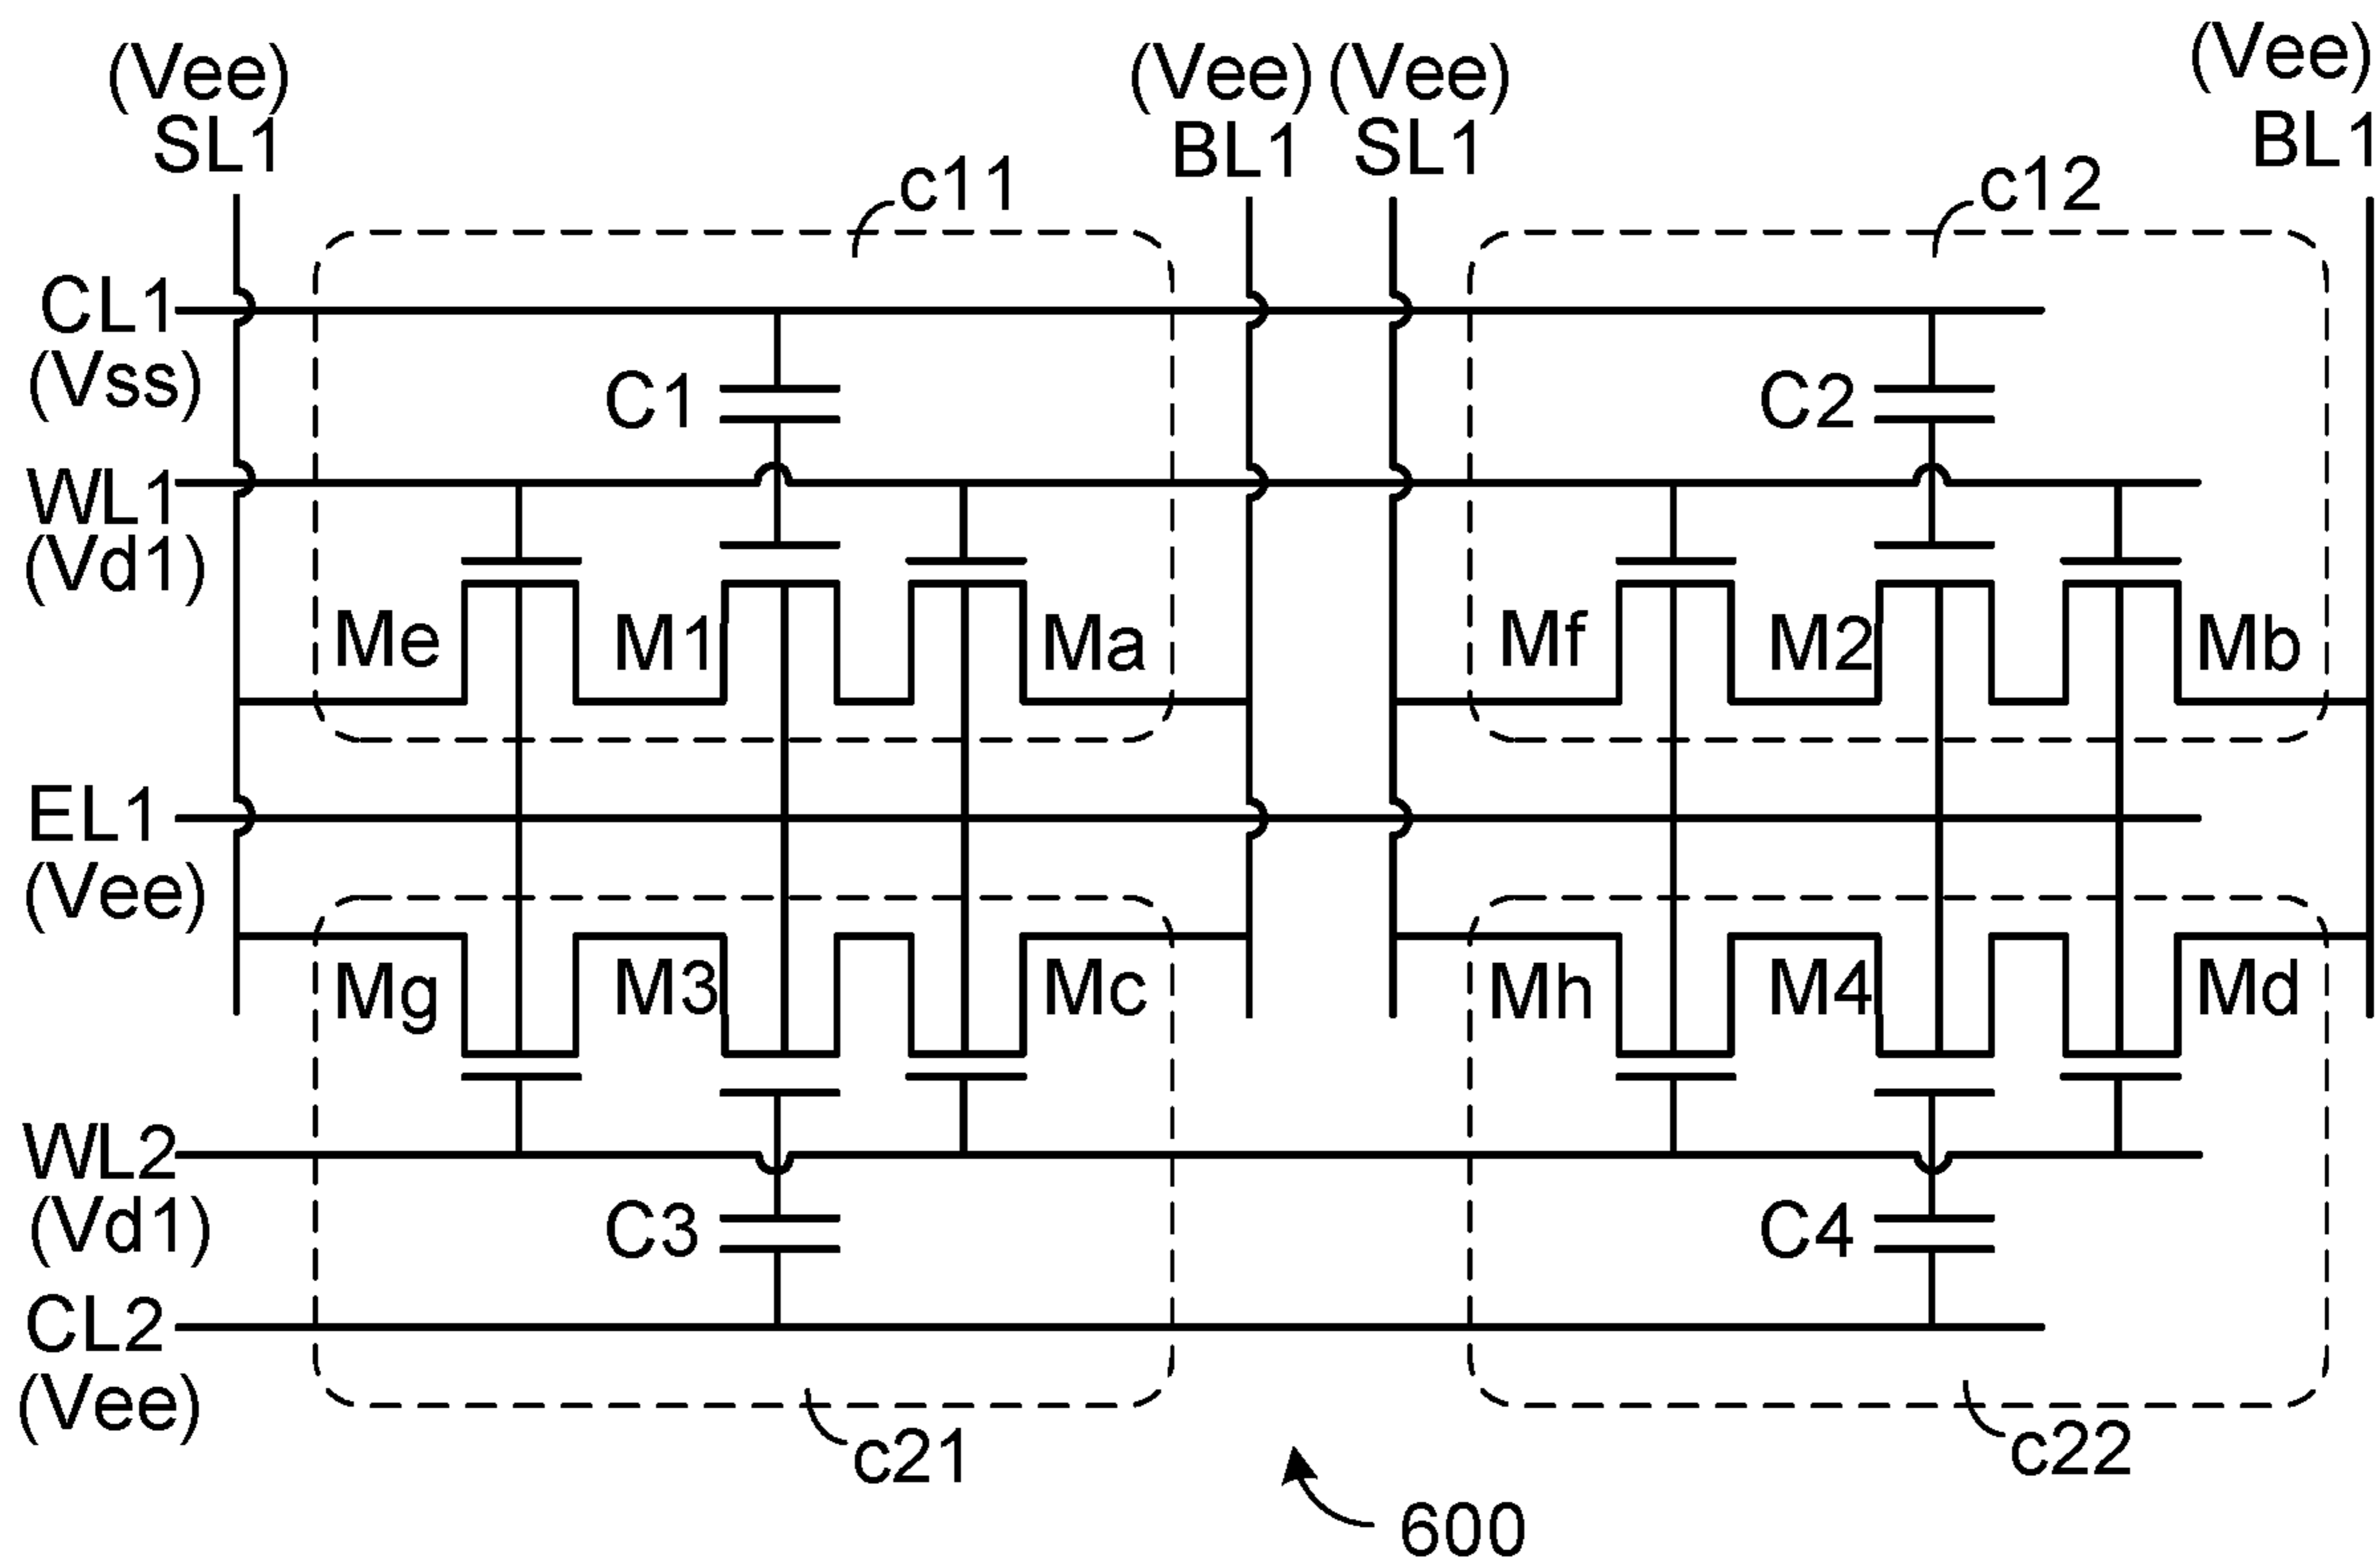 (Vee) (Vee) (Vee) (Vee)
SL1 BL1 SL1 BL1
c11 c12
CL1
(Vss)
C1 C2
WL1
(Vd1)
Me M1 Ma Mf M2 Mb
EL1
(Vee)
Mg M3 Mc Mh M4 Md
WL2
(Vd1)
C3 C4
CL2
(Vee)
c21 c22
600